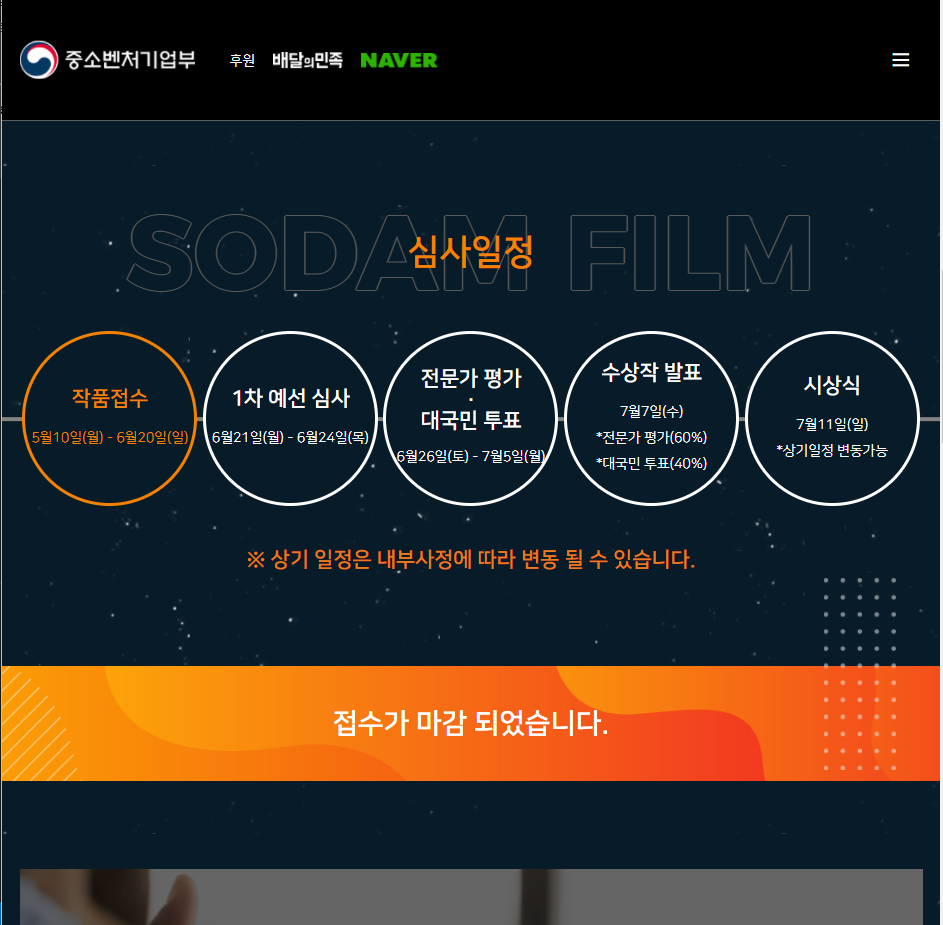 중소벤처기업부 후원 배달의민족 NAVER
SODAM FILM
심사일정
작품접수
5월10일(월) - 6월20일(일)
1차 예선 심사
6월21일(월) - 6월24일(목)
전문가 평가
·
대국민 투표
6월26일(토) - 7월5일(월)
수상작 발표
7월7일(수)
*전문가 평가(60%)
*대국민 투표(40%)
시상식
7월11일(일)
*상기일정 변동가능
※ 상기 일정은 내부사정에 따라 변동 될 수 있습니다.
접수가 마감 되었습니다.